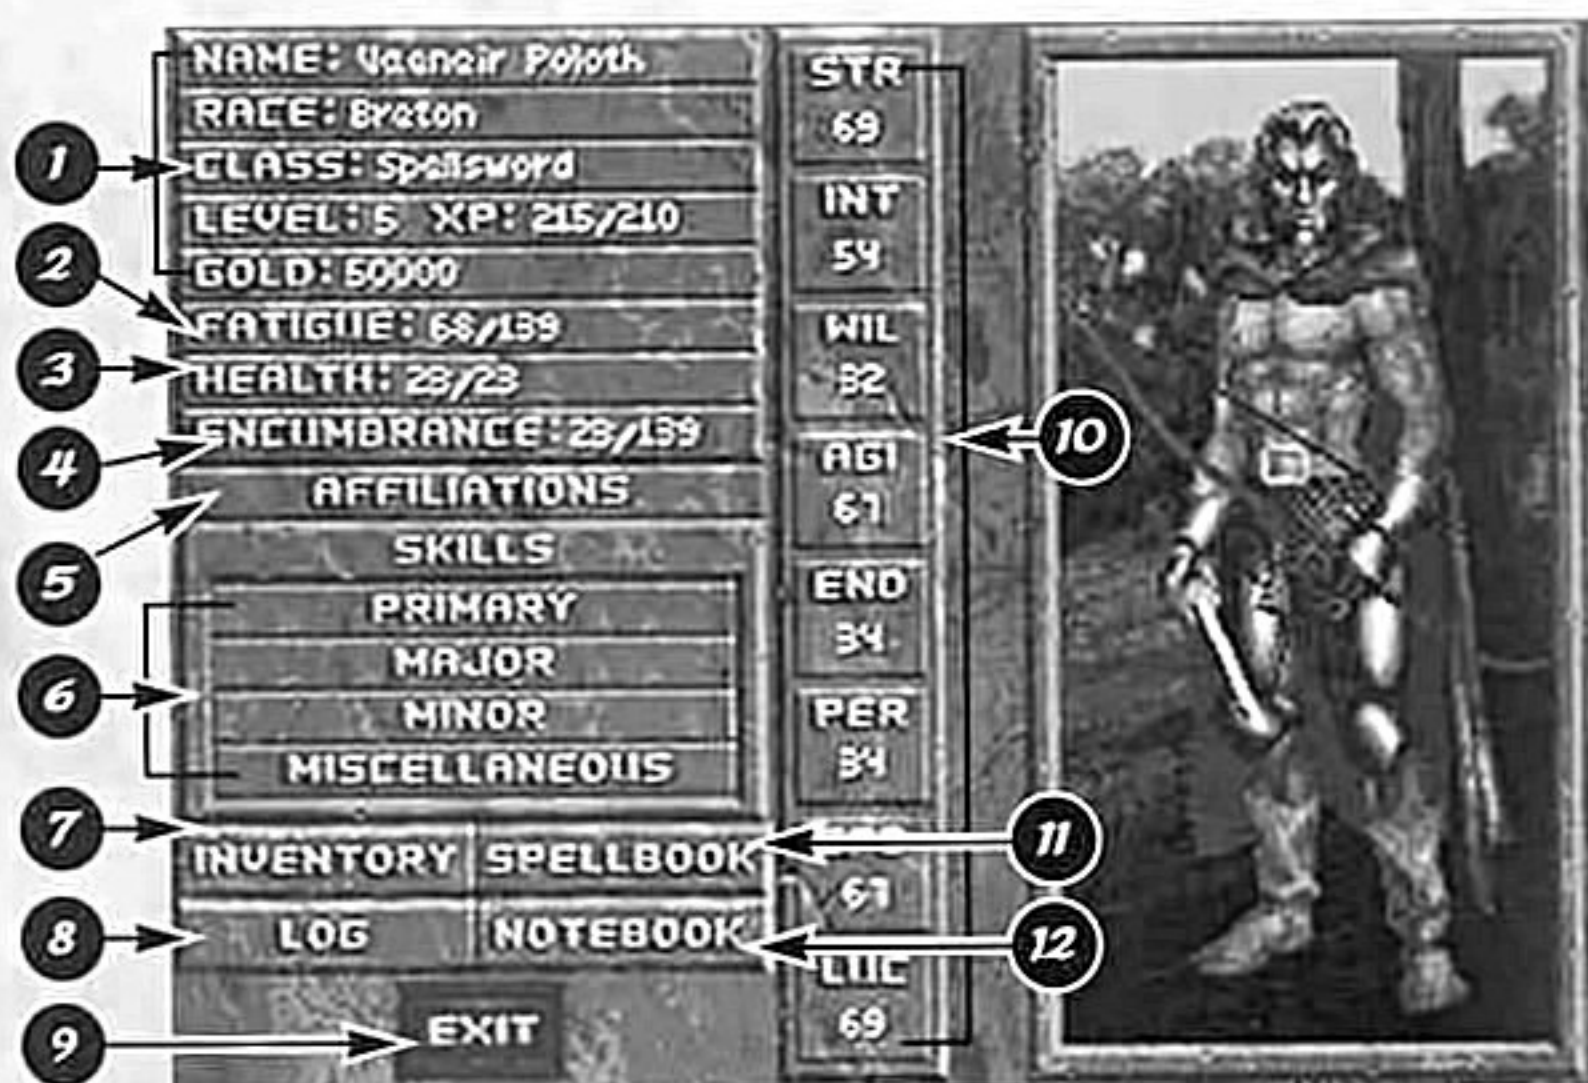 NAME: Vagneir Pojoth
RACE: Breton
CLASS: Spellsword
LEVEL: 5 XP: 215/210
GOLD: 50000
FATIGUE: 68/139
HEALTH: 23/23
ENCUMBRANCE: 23/139
AFFILIATIONS
SKILLS
PRIMARY
MAJOR
MINOR
MISCELLANEOUS
INVENTORY SPELLBOOK
LOG NOTEBOOK
EXIT
STR
69
INT
54
WIL
32
AGI
67
END
34
PER
34
67
LUC
69
1
2
3
4
5
6
7
8
9
10
11
12